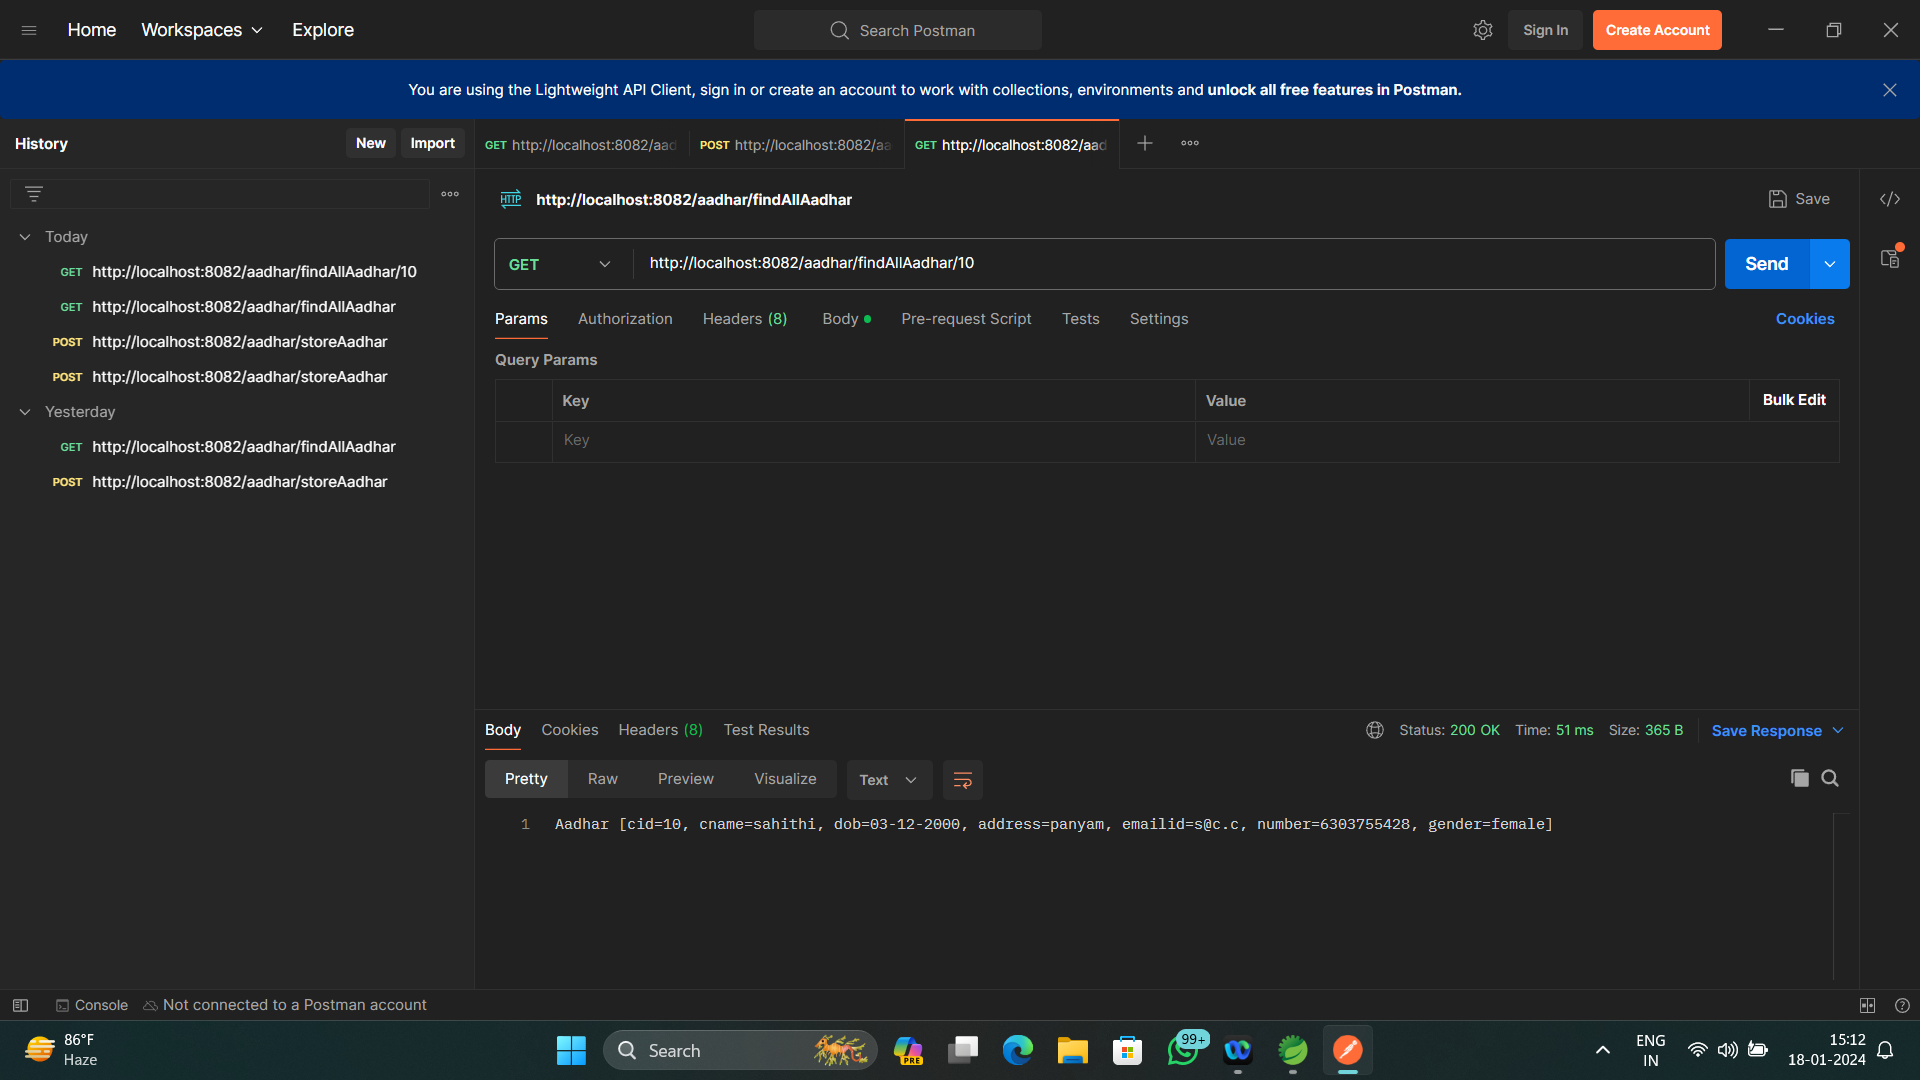 Home Workspaces Explore Search Postman Sign In Create Account
You are using the Lightweight API Client, sign in or create an account to work with collections, environments and unlock all free features in Postman.
History New Import GET http://localhost:8082/aad POST http://localhost:8082/aa GET http://localhost:8082/aad
HTTP http://localhost:8082/aadhar/findAllAadhar Save
Today
GET http://localhost:8082/aadhar/findAllAadhar/10
GET http://localhost:8082/aadhar/findAllAadhar
POST http://localhost:8082/aadhar/storeAadhar
POST http://localhost:8082/aadhar/storeAadhar
Yesterday
GET http://localhost:8082/aadhar/findAllAadhar
POST http://localhost:8082/aadhar/storeAadhar
GET http://localhost:8082/aadhar/findAllAadhar/10 Send
Params Authorization Headers (8) Body Pre-request Script Tests Settings Cookies
Query Params
Key Value Bulk Edit
Key Value
Body Cookies Headers (8) Test Results Status: 200 OK Time: 51 ms Size: 365 B Save Response
Pretty Raw Preview Visualize Text
1 Aadhar [cid=10, cname=sahithi, dob=03-12-2000, address=panyam, emailid=s@c.c, number=6303755428, gender=female]
Console Not connected to a Postman account
86°F
Haze
Search
PRE
99+
ENG
IN
15:12
18-01-2024